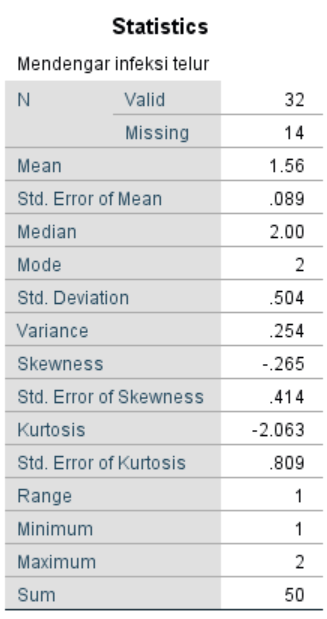 Statistics
Mendengar infeksi telur
N Valid 32
Missing 14
Mean 1.56
Std. Error of Mean .089
Median 2.00
Mode 2
Std. Deviation .504
Variance .254
Skewness -.265
Std. Error of Skewness .414
Kurtosis -2.063
Std. Error of Kurtosis .809
Range 1
Minimum 1
Maximum 2
Sum 50